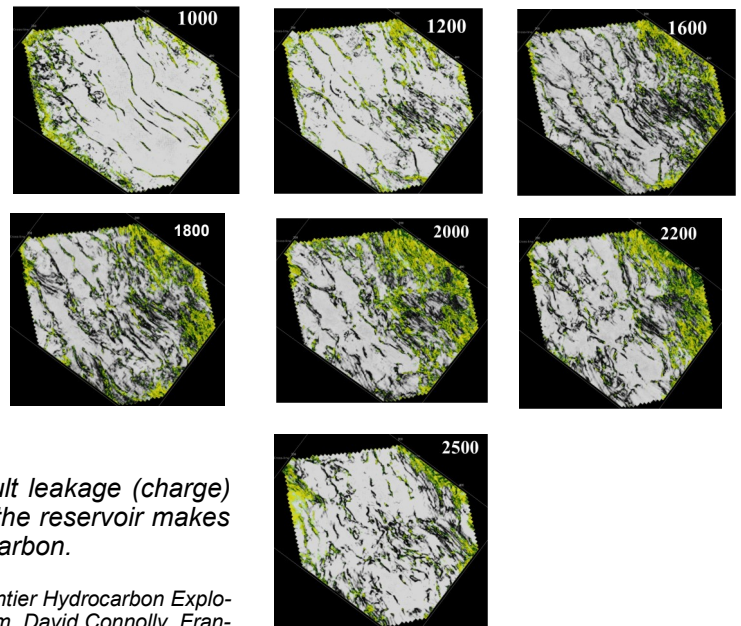 1000
1200
1600
1800
2000
2200
2500
ult leakage (charge)
the reservoir makes
carbon.
ntier Hydrocarbon Explo-
m, David Connolly, Fran-